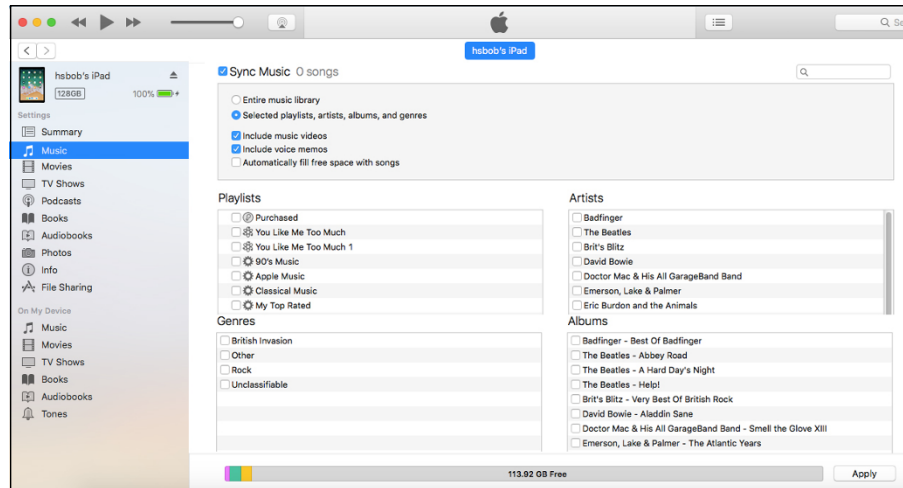 Se
hsbob's iPad
hsbob's iPad
128GB
100%
Settings
Summary
Music
Movies
TV Shows
Podcasts
Books
Audiobooks
Photos
Info
File Sharing
On My Device
Music
Movies
TV Shows
Books
Audiobooks
Tones
Sync Music 0 songs
Entire music library
Selected playlists, artists, albums, and genres
Include music videos
Include voice memos
Automatically fill free space with songs
Playlists
Purchased
You Like Me Too Much
You Like Me Too Much 1
90's Music
Apple Music
Classical Music
My Top Rated
Artists
Badfinger
The Beatles
Brit's Blitz
David Bowie
Doctor Mac & His All GarageBand Band
Emerson, Lake & Palmer
Eric Burdon and the Animals
Genres
British Invasion
Other
Rock
Unclassifiable
Albums
Badfinger - Best Of Badfinger
The Beatles - Abbey Road
The Beatles - A Hard Day's Night
The Beatles - Help!
Brit's Blitz - Very Best Of British Rock
David Bowie - Aladdin Sane
Doctor Mac & His All GarageBand Band - Smell the Glove XIII
Emerson, Lake & Palmer - The Atlantic Years
113.92 GB Free
Apply